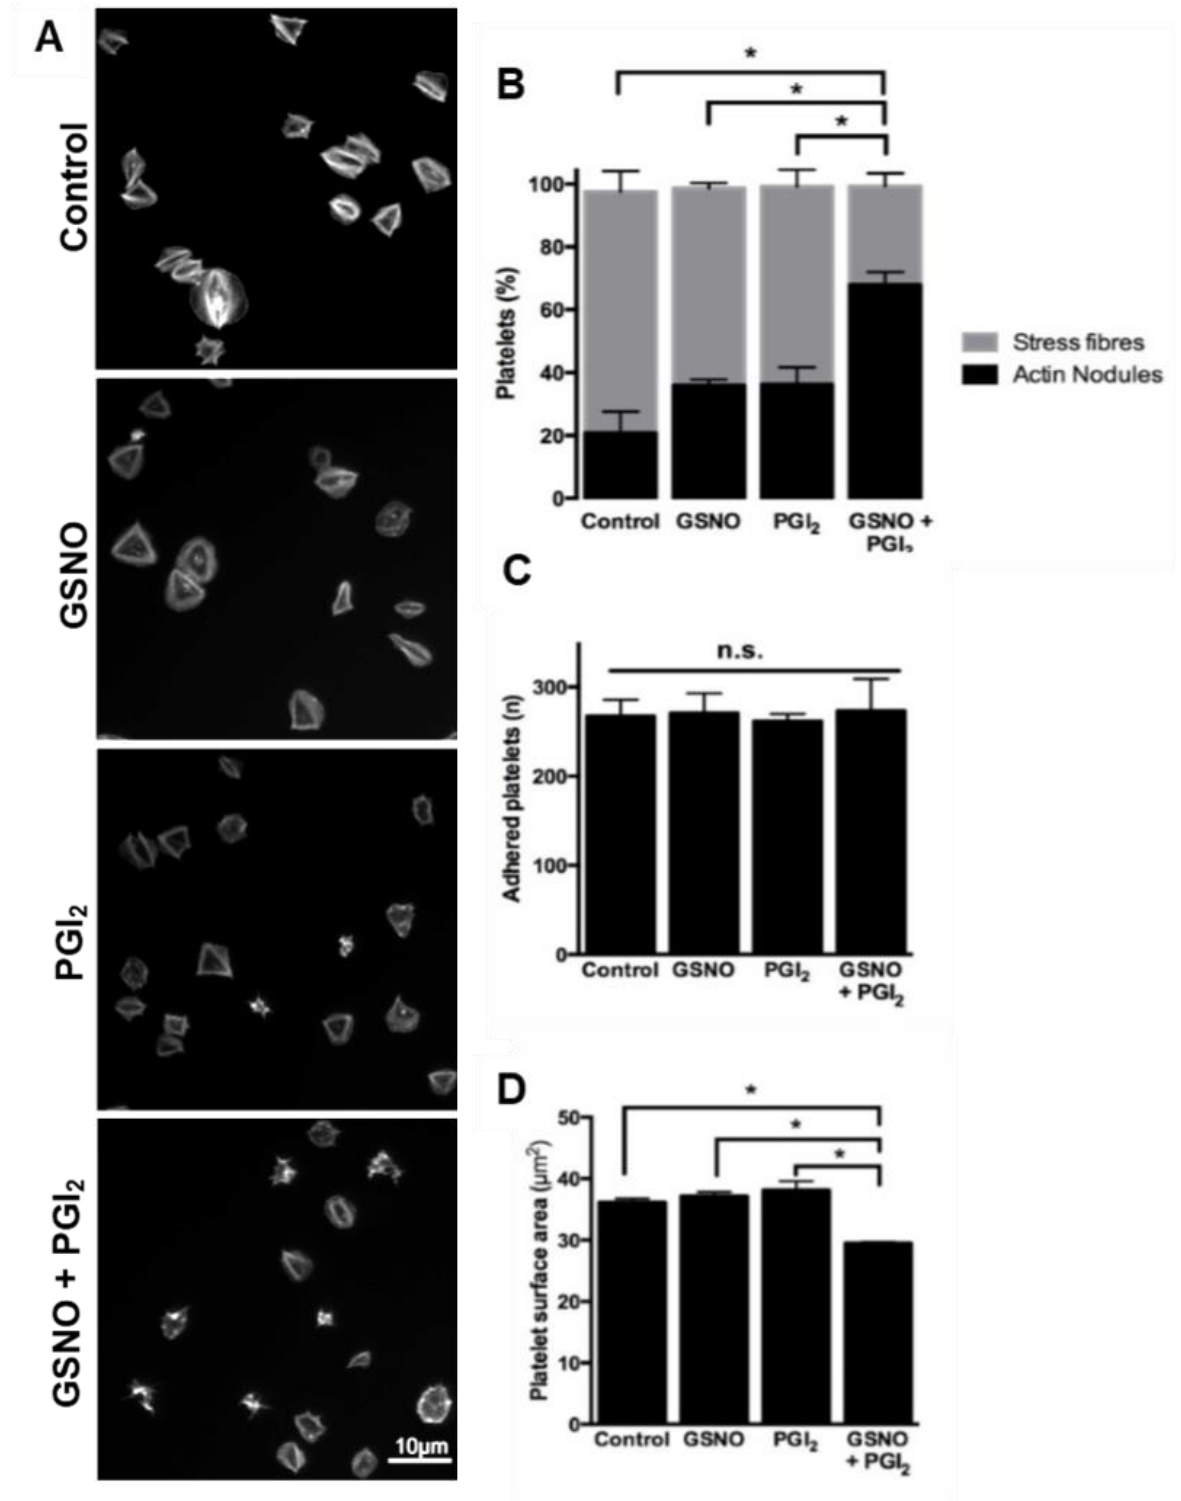 A
Control
GSNO
PGI₂
GSNO + PGI₂
10µm
B
*
*
*
Platelets (%)
100
80
60
40
20
0
Control GSNO PGI₂ GSNO +
PGI₂
Stress fibres
Actin Nodules
C
n.s.
Adhered platelets (n)
300
200
100
0
Control GSNO PGI₂ GSNO
+ PGI₂
D
*
*
*
Platelet surface area (µm²)
50
40
30
20
10
0
Control GSNO PGI₂ GSNO
+ PGI₂